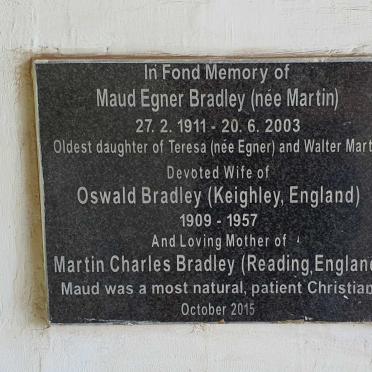 In Fond Memory of
Maud Egner Bradley (née Martin)
27. 2. 1911 - 20. 6. 2003
Oldest daughter of Teresa (née Egner) and Walter Mart
Devoted Wife of
Oswald Bradley (Keighley, England)
1909 - 1957
And Loving Mother of
Martin Charles Bradley (Reading,England
Maud was a most natural, patient Christian
October 2015